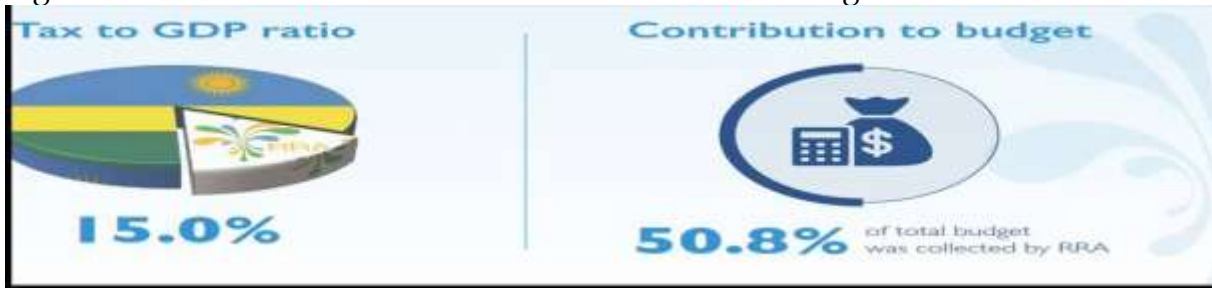 Tax to GDP ratio
RRA
15.0%
Contribution to budget
$
50.8% of total budget
was collected by RRA